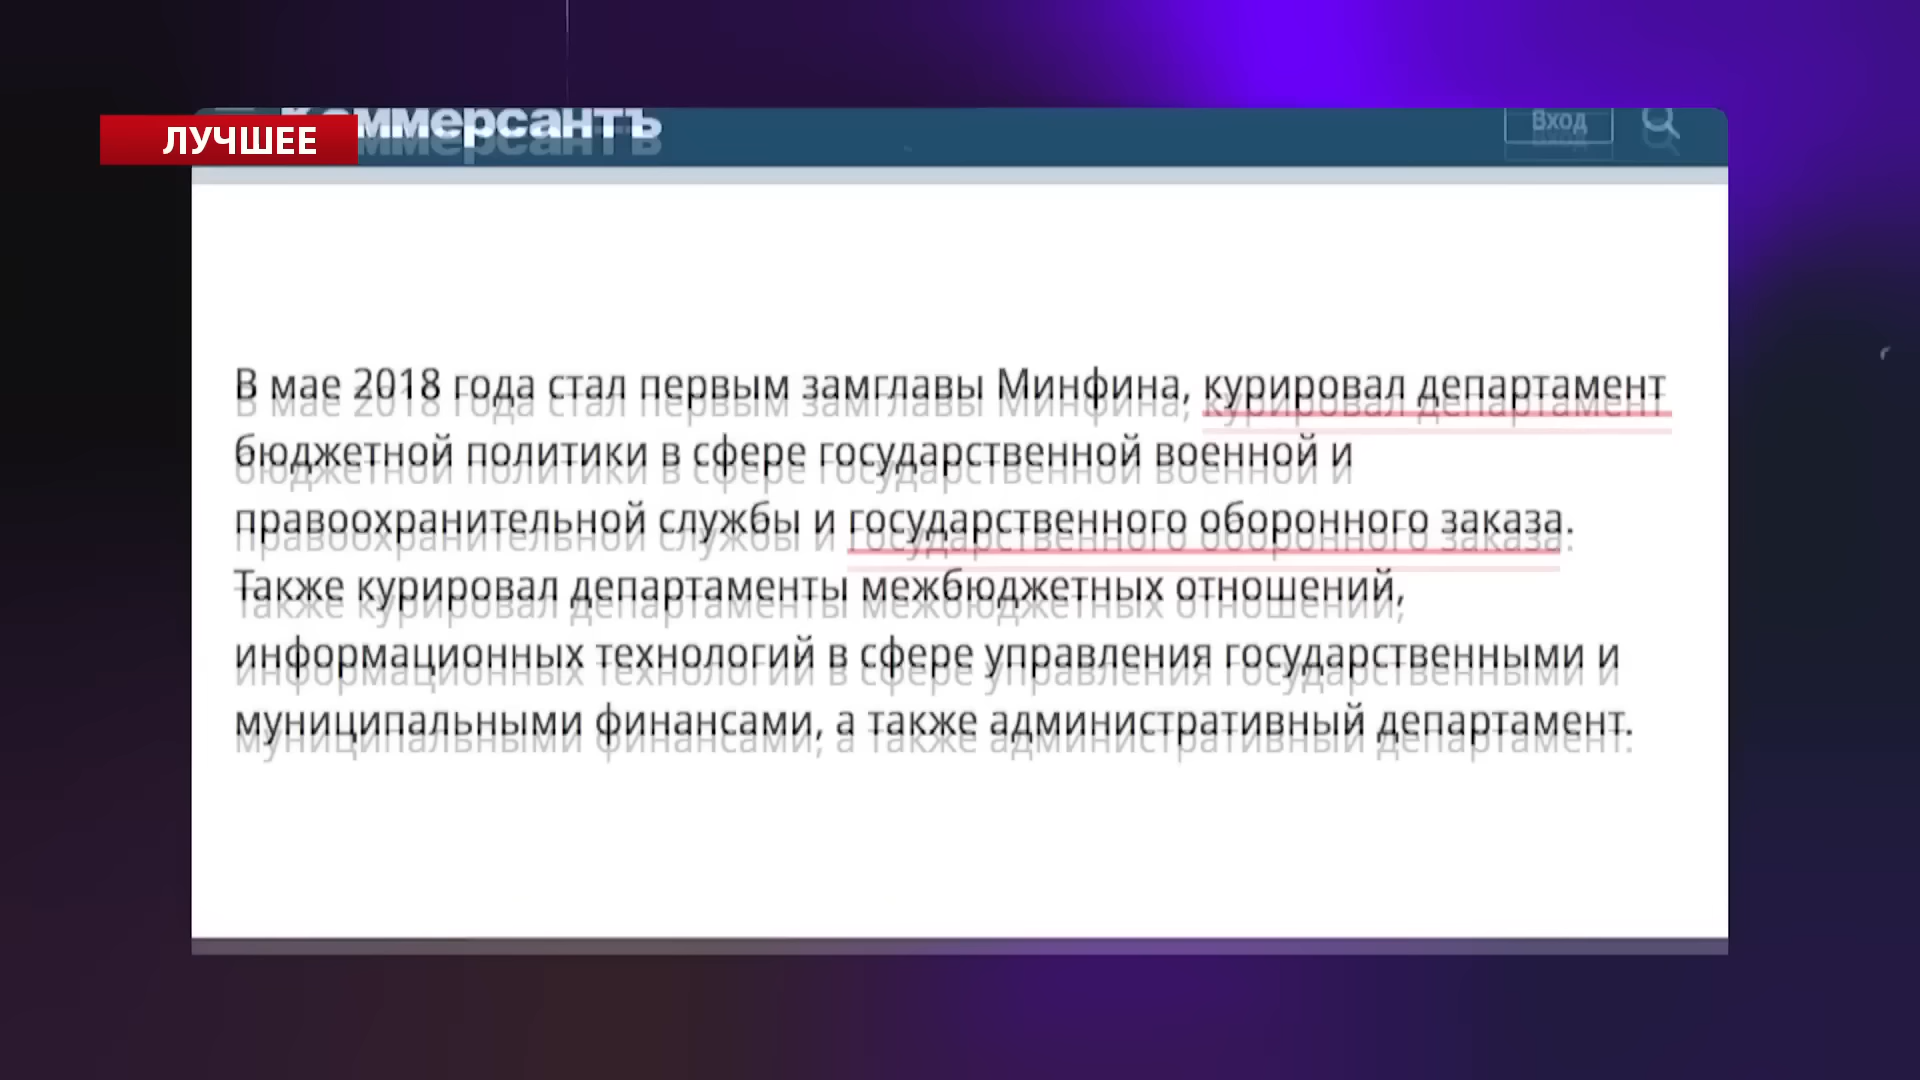 Коммерсантъ
Вход
ЛУЧШЕЕ
В мае 2018 года стал первым замглавы Минфина, курировал департамент
бюджетной политики в сфере государственной военной и
правоохранительной службы и государственного оборонного заказа.
Также курировал департаменты межбюджетных отношений,
информационных технологий в сфере управления государственными и
муниципальными финансами, а также административный департамент.